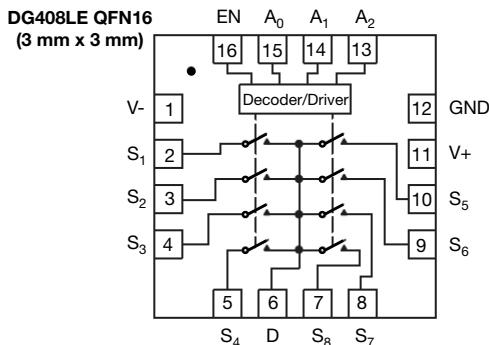 DG408LE QFN16
(3 mm x 3 mm)
EN A₀ A₁ A₂
16 15 14 13
Decoder/Driver
V- 1
12 GND
S₁ 2
11 V+
S₂ 3
10 S₅
S₃ 4
9 S₆
5 6 7 8
S₄ D S₈ S₇